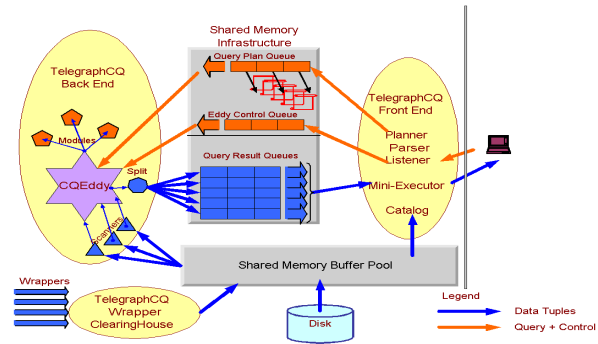 Shared Memory
Infrastructure
Query Plan Queue
TelegraphCQ
Back End
TelegraphCQ
Front End
Eddy Control Queue
Planner
Parser
Listener
Modules
Query Result Queues
Split
CQEddy
Mini-Executor
Catalog
Scanners
Shared Memory Buffer Pool
Wrappers
TelegraphCQ
Wrapper
ClearingHouse
Disk
Legend
Data Tuples
Query + Control